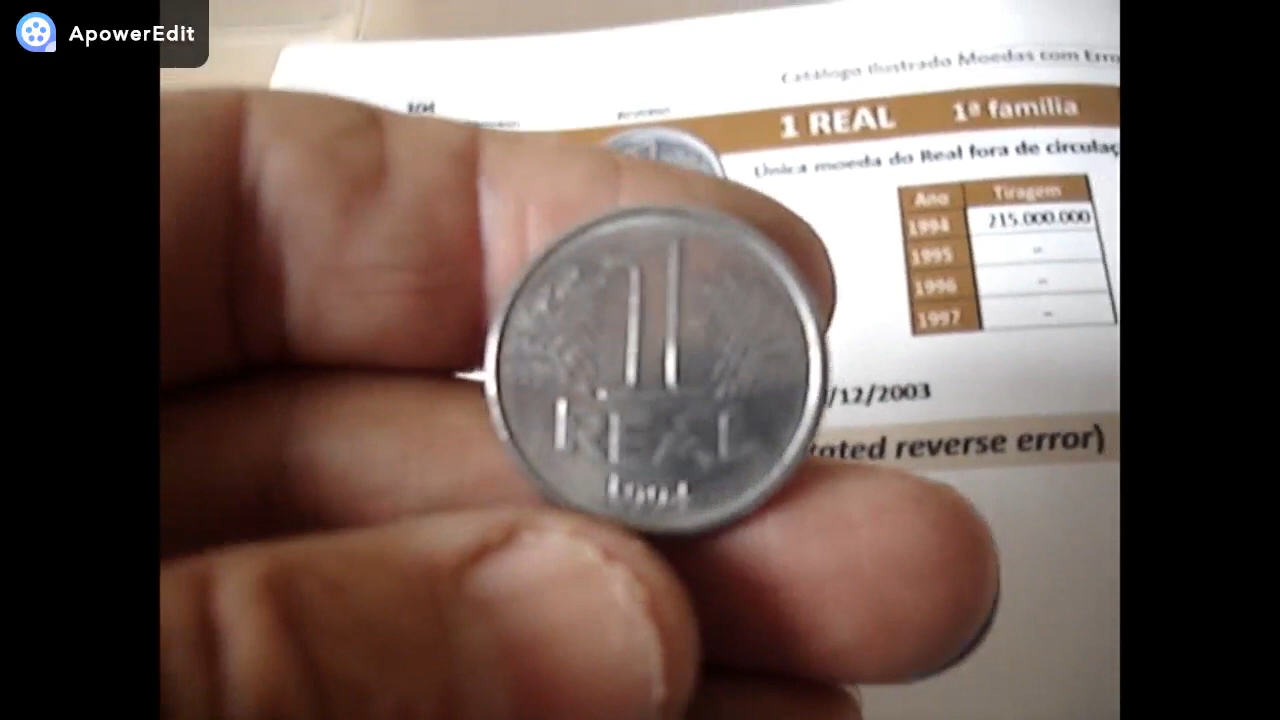 ApowerEdit
Catálogo Ilustrado Moedas com Erro
1 REAL 1ª família
Única moeda do Real fora de circulaç
Ano Tiragem
1994 215.000.000
1995 -
1996 -
1997 -
/12/2003
tated reverse error)
1
REAL
1994